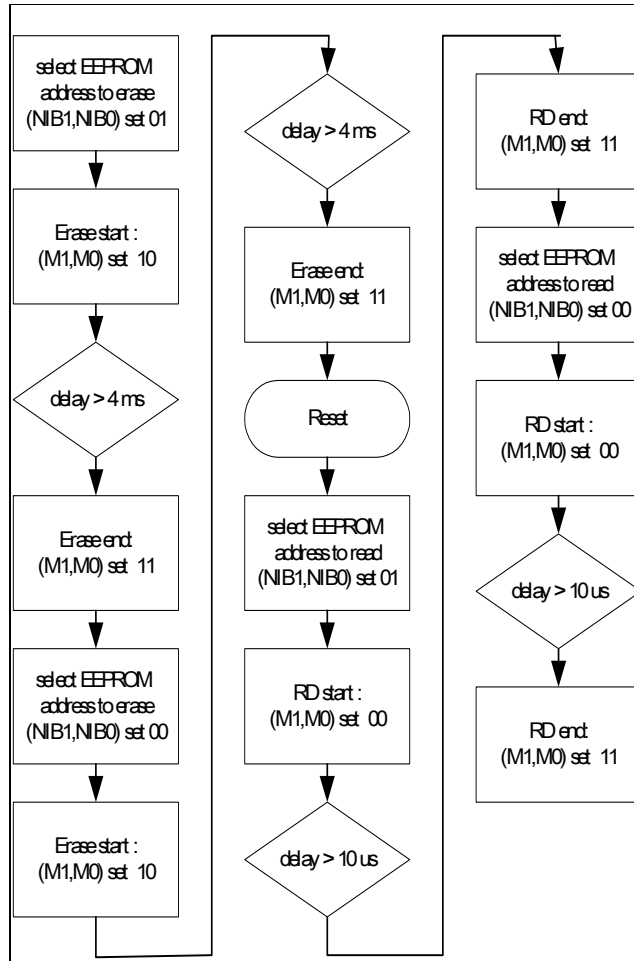 select EEPROM
address to erase
(NIB1,NIB0) set 01
Erase start :
(M1,M0) set 10
delay > 4 ms
Erase end:
(M1,M0) set 11
select EEPROM
address to erase
(NIB1,NIB0) set 00
Erase start :
(M1,M0) set 10
delay > 4 ms
Erase end:
(M1,M0) set 11
Reset
select EEPROM
address to read
(NIB1,NIB0) set 01
RD start :
(M1,M0) set 00
delay > 10 us
RD end:
(M1,M0) set 11
select EEPROM
address to read
(NIB1,NIB0) set 00
RD start :
(M1,M0) set 00
delay > 10 us
RD end:
(M1,M0) set 11